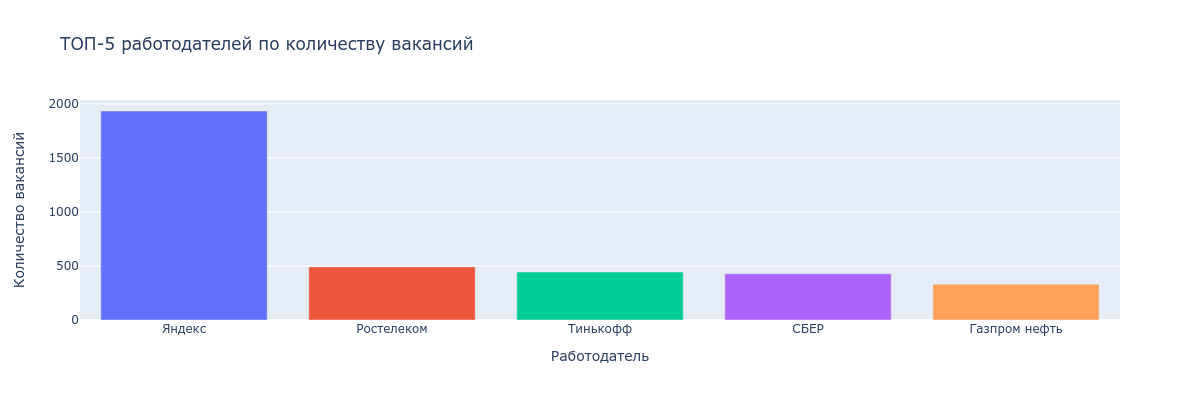 ТОП-5 работодателей по количеству вакансий
Количество вакансий
2000
1500
1000
500
0
Яндекс
Ростелеком
Тинькофф
СБЕР
Газпром нефть
Работодатель